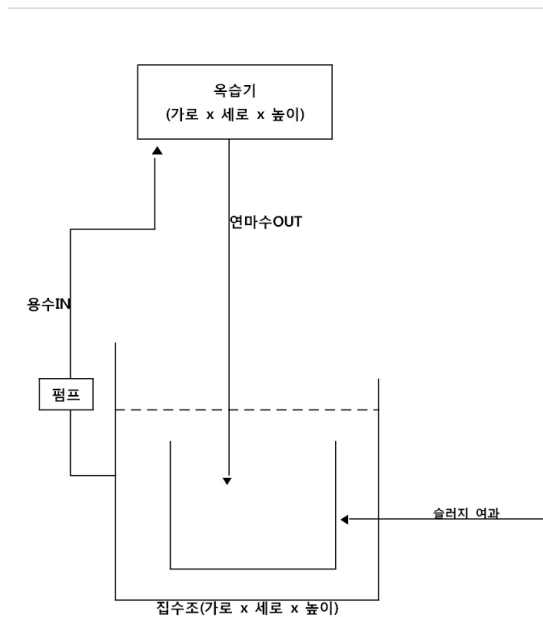 옥습기
(가로 x 세로 x 높이)
연마수OUT
용수IN
펌프
슬러지 여과
집수조(가로 x 세로 x 높이)